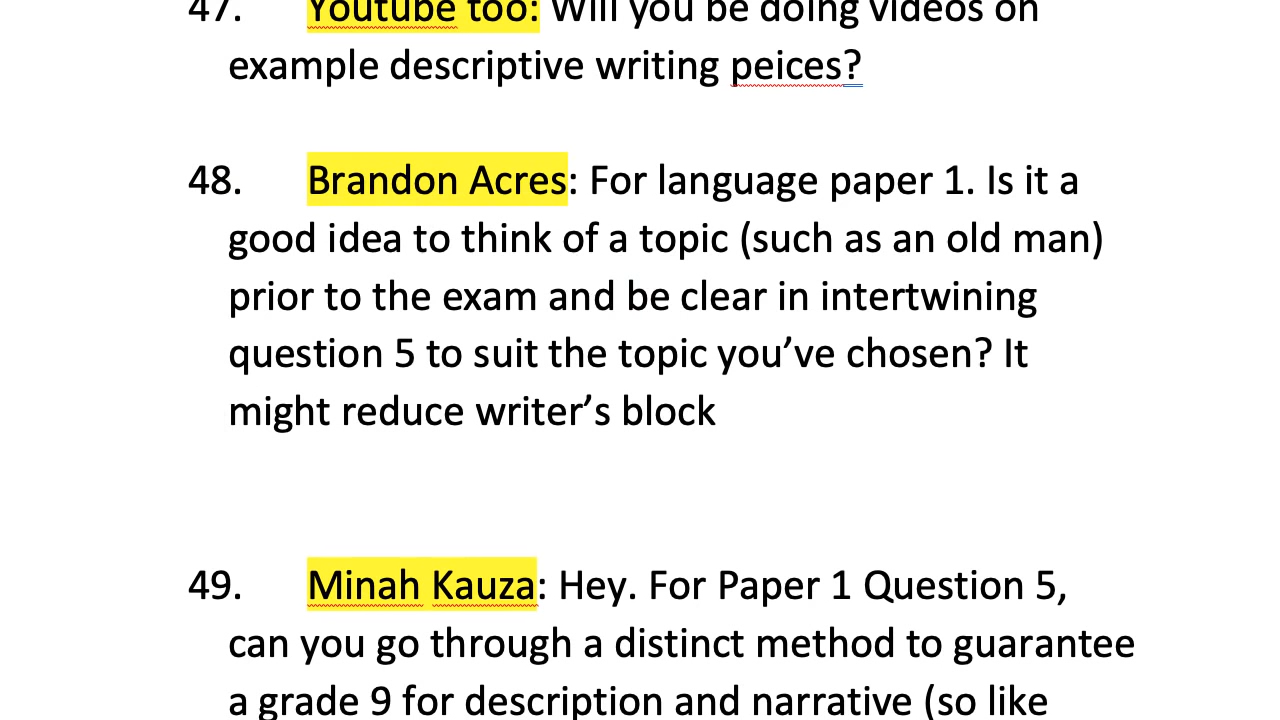 47. Youtube too: Will you be doing videos on
example descriptive writing peices?
48. Brandon Acres: For language paper 1. Is it a
good idea to think of a topic (such as an old man)
prior to the exam and be clear in intertwining
question 5 to suit the topic you’ve chosen? It
might reduce writer’s block
49. Minah Kauza: Hey. For Paper 1 Question 5,
can you go through a distinct method to guarantee
a grade 9 for description and narrative (so like